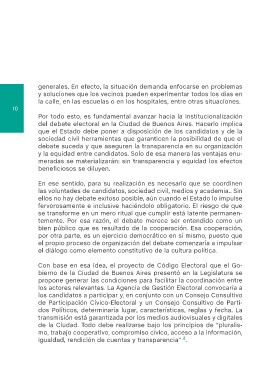 generales. En efecto, la situación demanda enfocarse en problemas
y soluciones que los vecinos pueden experimentar todos los días en
la calle, en las escuelas o en los hospitales, entre otras situaciones.
10
Por todo esto, es fundamental avanzar hacia la institucionalización
del debate electoral en la Ciudad de Buenos Aires. Hacerlo implica
que el Estado debe poner a disposición de los candidatos y de la
sociedad civil herramientas que garanticen la posibilidad de que el
debate suceda y que aseguren la transparencia en su organización
y la equidad entre candidatos. Solo de esa manera las ventajas enu-
meradas se materializarán: sin transparencia y equidad los efectos
beneficiosos se diluyen.
En ese sentido, para su realización es necesario que se coordinen
las voluntades de candidatos, sociedad civil, medios y academia. Sin
ellos no hay debate exitoso posible, aún cuando el Estado lo impulse
fervorosamente e inclusive haciéndolo obligatorio. El riesgo de que
se transforme en un mero ritual que cumplir está latente permanen-
temente. Por esa razón, el debate merece ser entendido como un
bien público que es resultado de la cooperación. Esa cooperación,
por otra parte, es un ejercicio democrático en sí mismo, puesto que
el propio proceso de organización del debate comenzaría a impulsar
el diálogo como elemento constitutivo de la cultura política.
Con base en esa idea, el proyecto de Código Electoral que el Go-
bierno de la Ciudad de Buenos Aires presentó en la Legislatura se
propone generar las condiciones para facilitar la coordinación entre
los actores relevantes. La Agencia de Gestión Electoral convocaría a
los candidatos a participar y, en conjunto con un Consejo Consultivo
de Participación Cívico-Electoral y un Consejo Consultivo de Parti-
dos Políticos, determinaría lugar, características, reglas y fecha. La
transmisión está garantizada por los medios audiovisuales y digitales
de la Ciudad. Todo debe realizarse bajo los principios de "pluralis-
mo, trabajo cooperativo, compromiso cívico, acceso a la información,
igualdad, rendición de cuentas y transparencia"